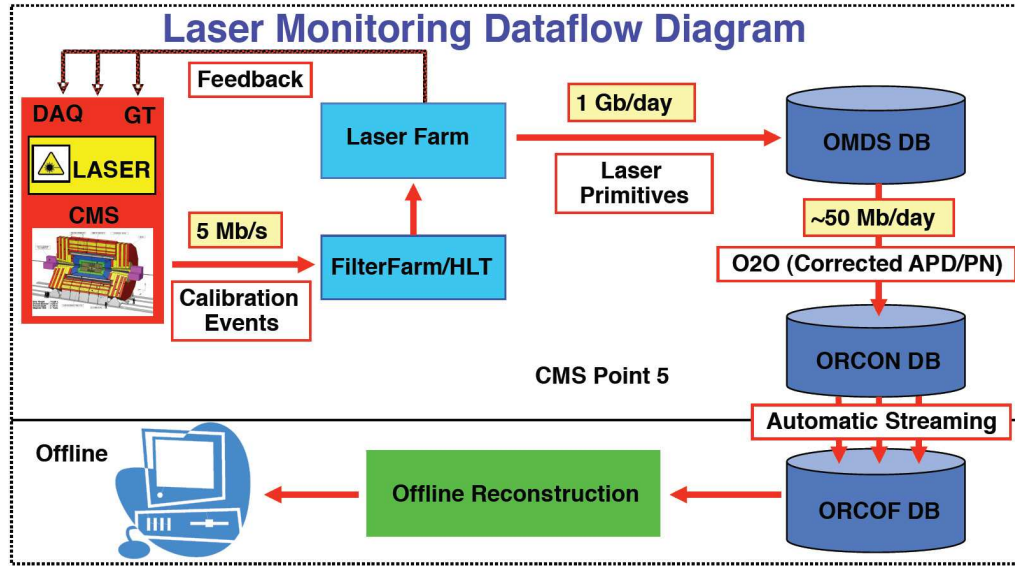 Laser Monitoring Dataflow Diagram
Feedback
DAQ GT
LASER
CMS
5 Mb/s
Calibration
Events
Laser Farm
FilterFarm/HLT
1 Gb/day
Laser
Primitives
OMDS DB
~50 Mb/day
O2O (Corrected APD/PN)
ORCON DB
CMS Point 5
Automatic Streaming
Offline
Offline Reconstruction
ORCOF DB